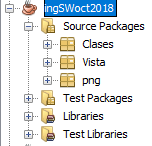 ingSWoct2018
Source Packages
Clases
Vista
png
Test Packages
Libraries
Test Libraries